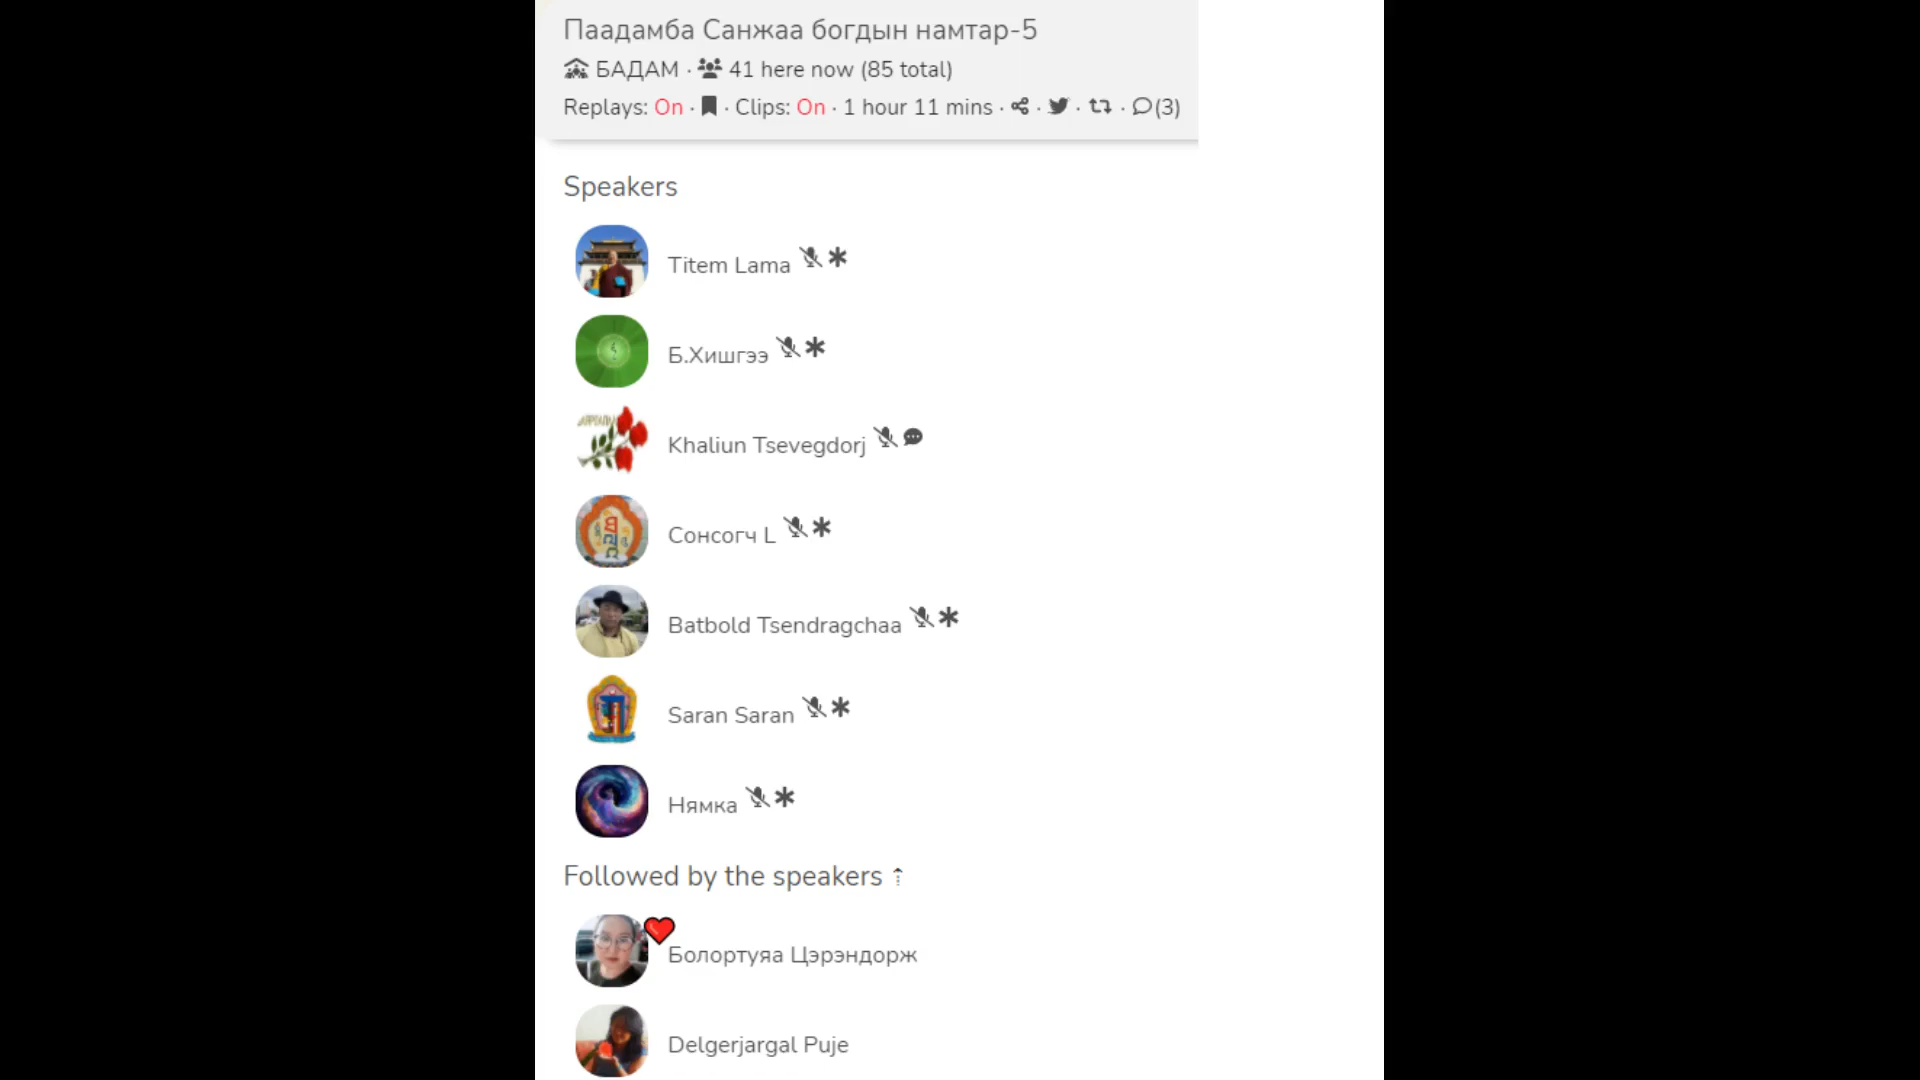 Паадамба Санжаа богдын намтар-5
БАДАМ · 41 here now (85 total)
Replays: On · · Clips: On · 1 hour 11 mins · · · · (3)
Speakers
Titem Lama
Б.Хишгээ
Khaliun Tsevegdorj
Сонсогч L
Batbold Tsendragchaa
Saran Saran
Нямка
Followed by the speakers
Болортуяа Цэрэндорж
Delgerjargal Puje